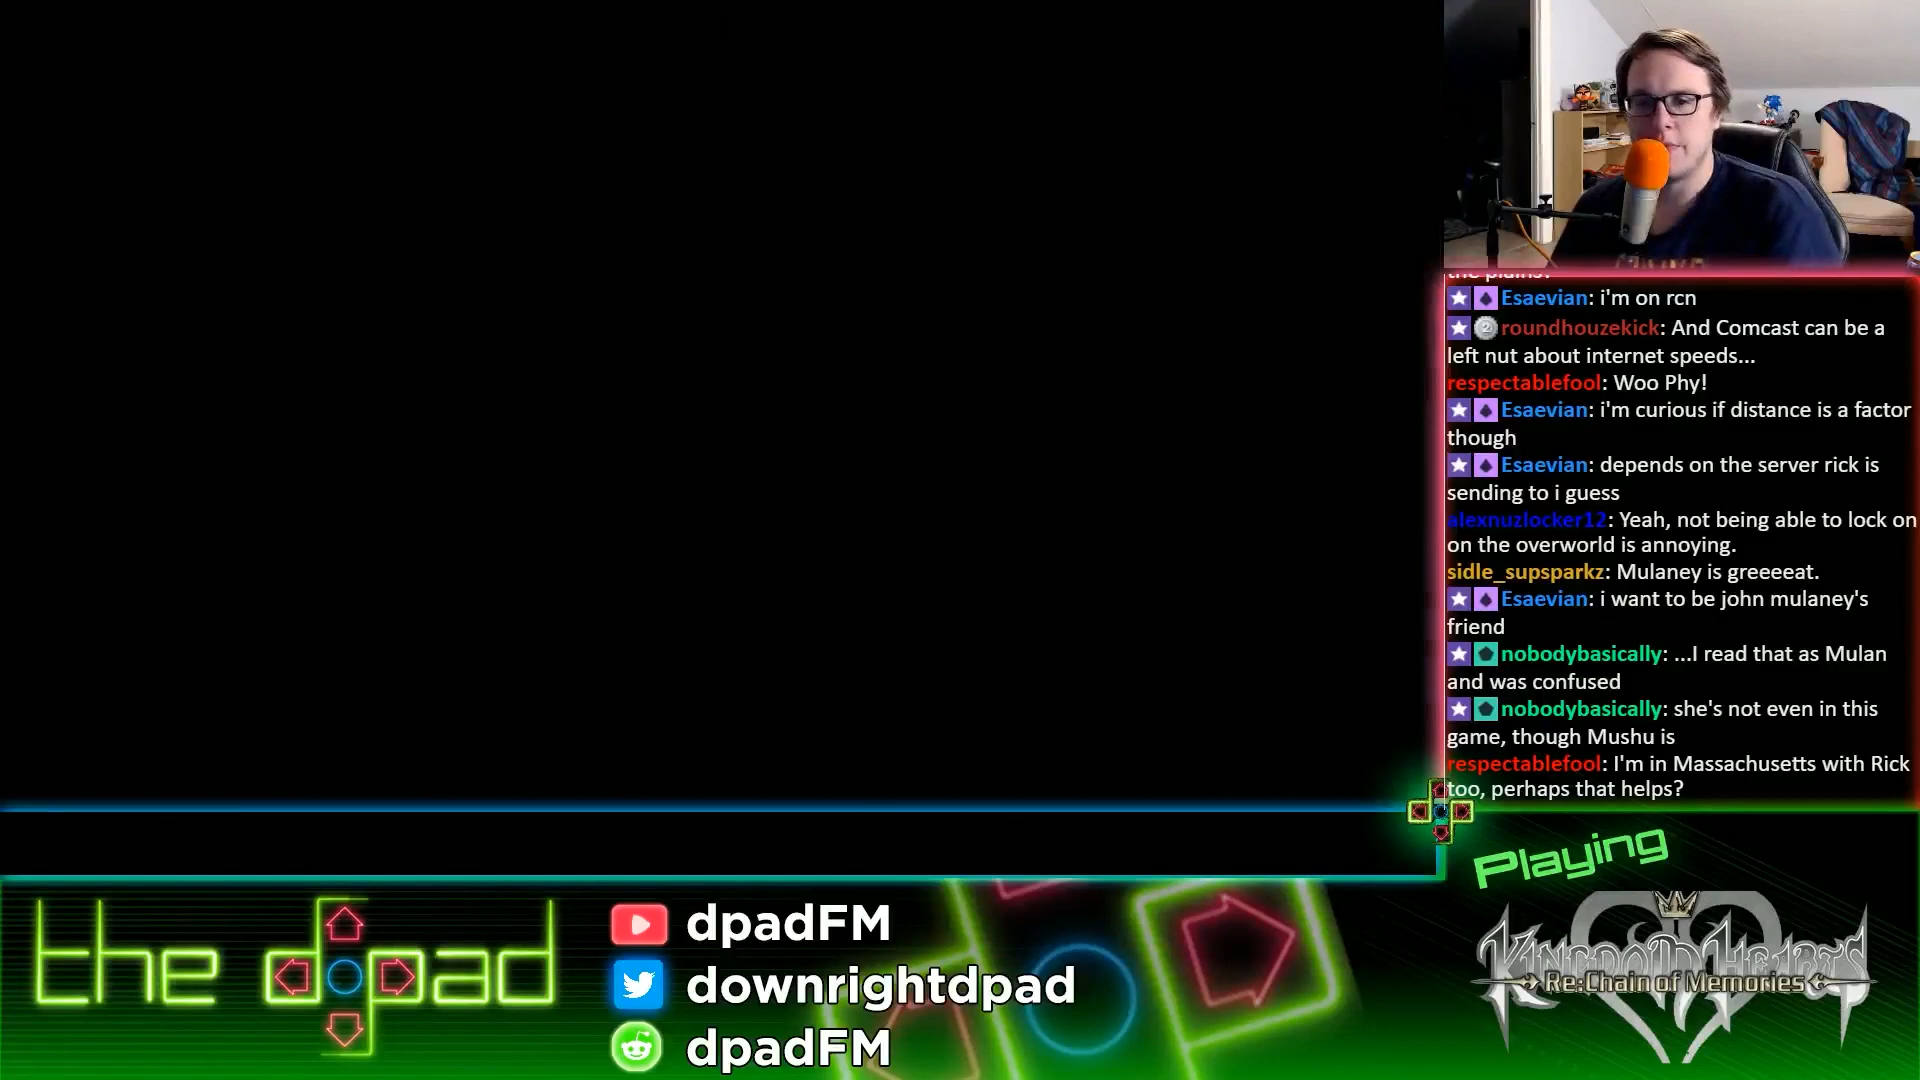 the plains?
Esaevian: i'm on rcn
roundhouzekick: And Comcast can be a
left nut about internet speeds...
respectablefool: Woo Phy!
Esaevian: i'm curious if distance is a factor
though
Esaevian: depends on the server rick is
sending to i guess
alexnuzlocker12: Yeah, not being able to lock on
on the overworld is annoying.
sidle_supsparkz: Mulaney is greeeeat.
Esaevian: i want to be john mulaney's
friend
nobodybasically: ...I read that as Mulan
and was confused
nobodybasically: she's not even in this
game, though Mushu is
respectablefool: I'm in Massachusetts with Rick
too, perhaps that helps?
Playing
KINGDOM HEARTS
Re:Chain of Memories
the dpad
dpadFM
downrightdpad
dpadFM